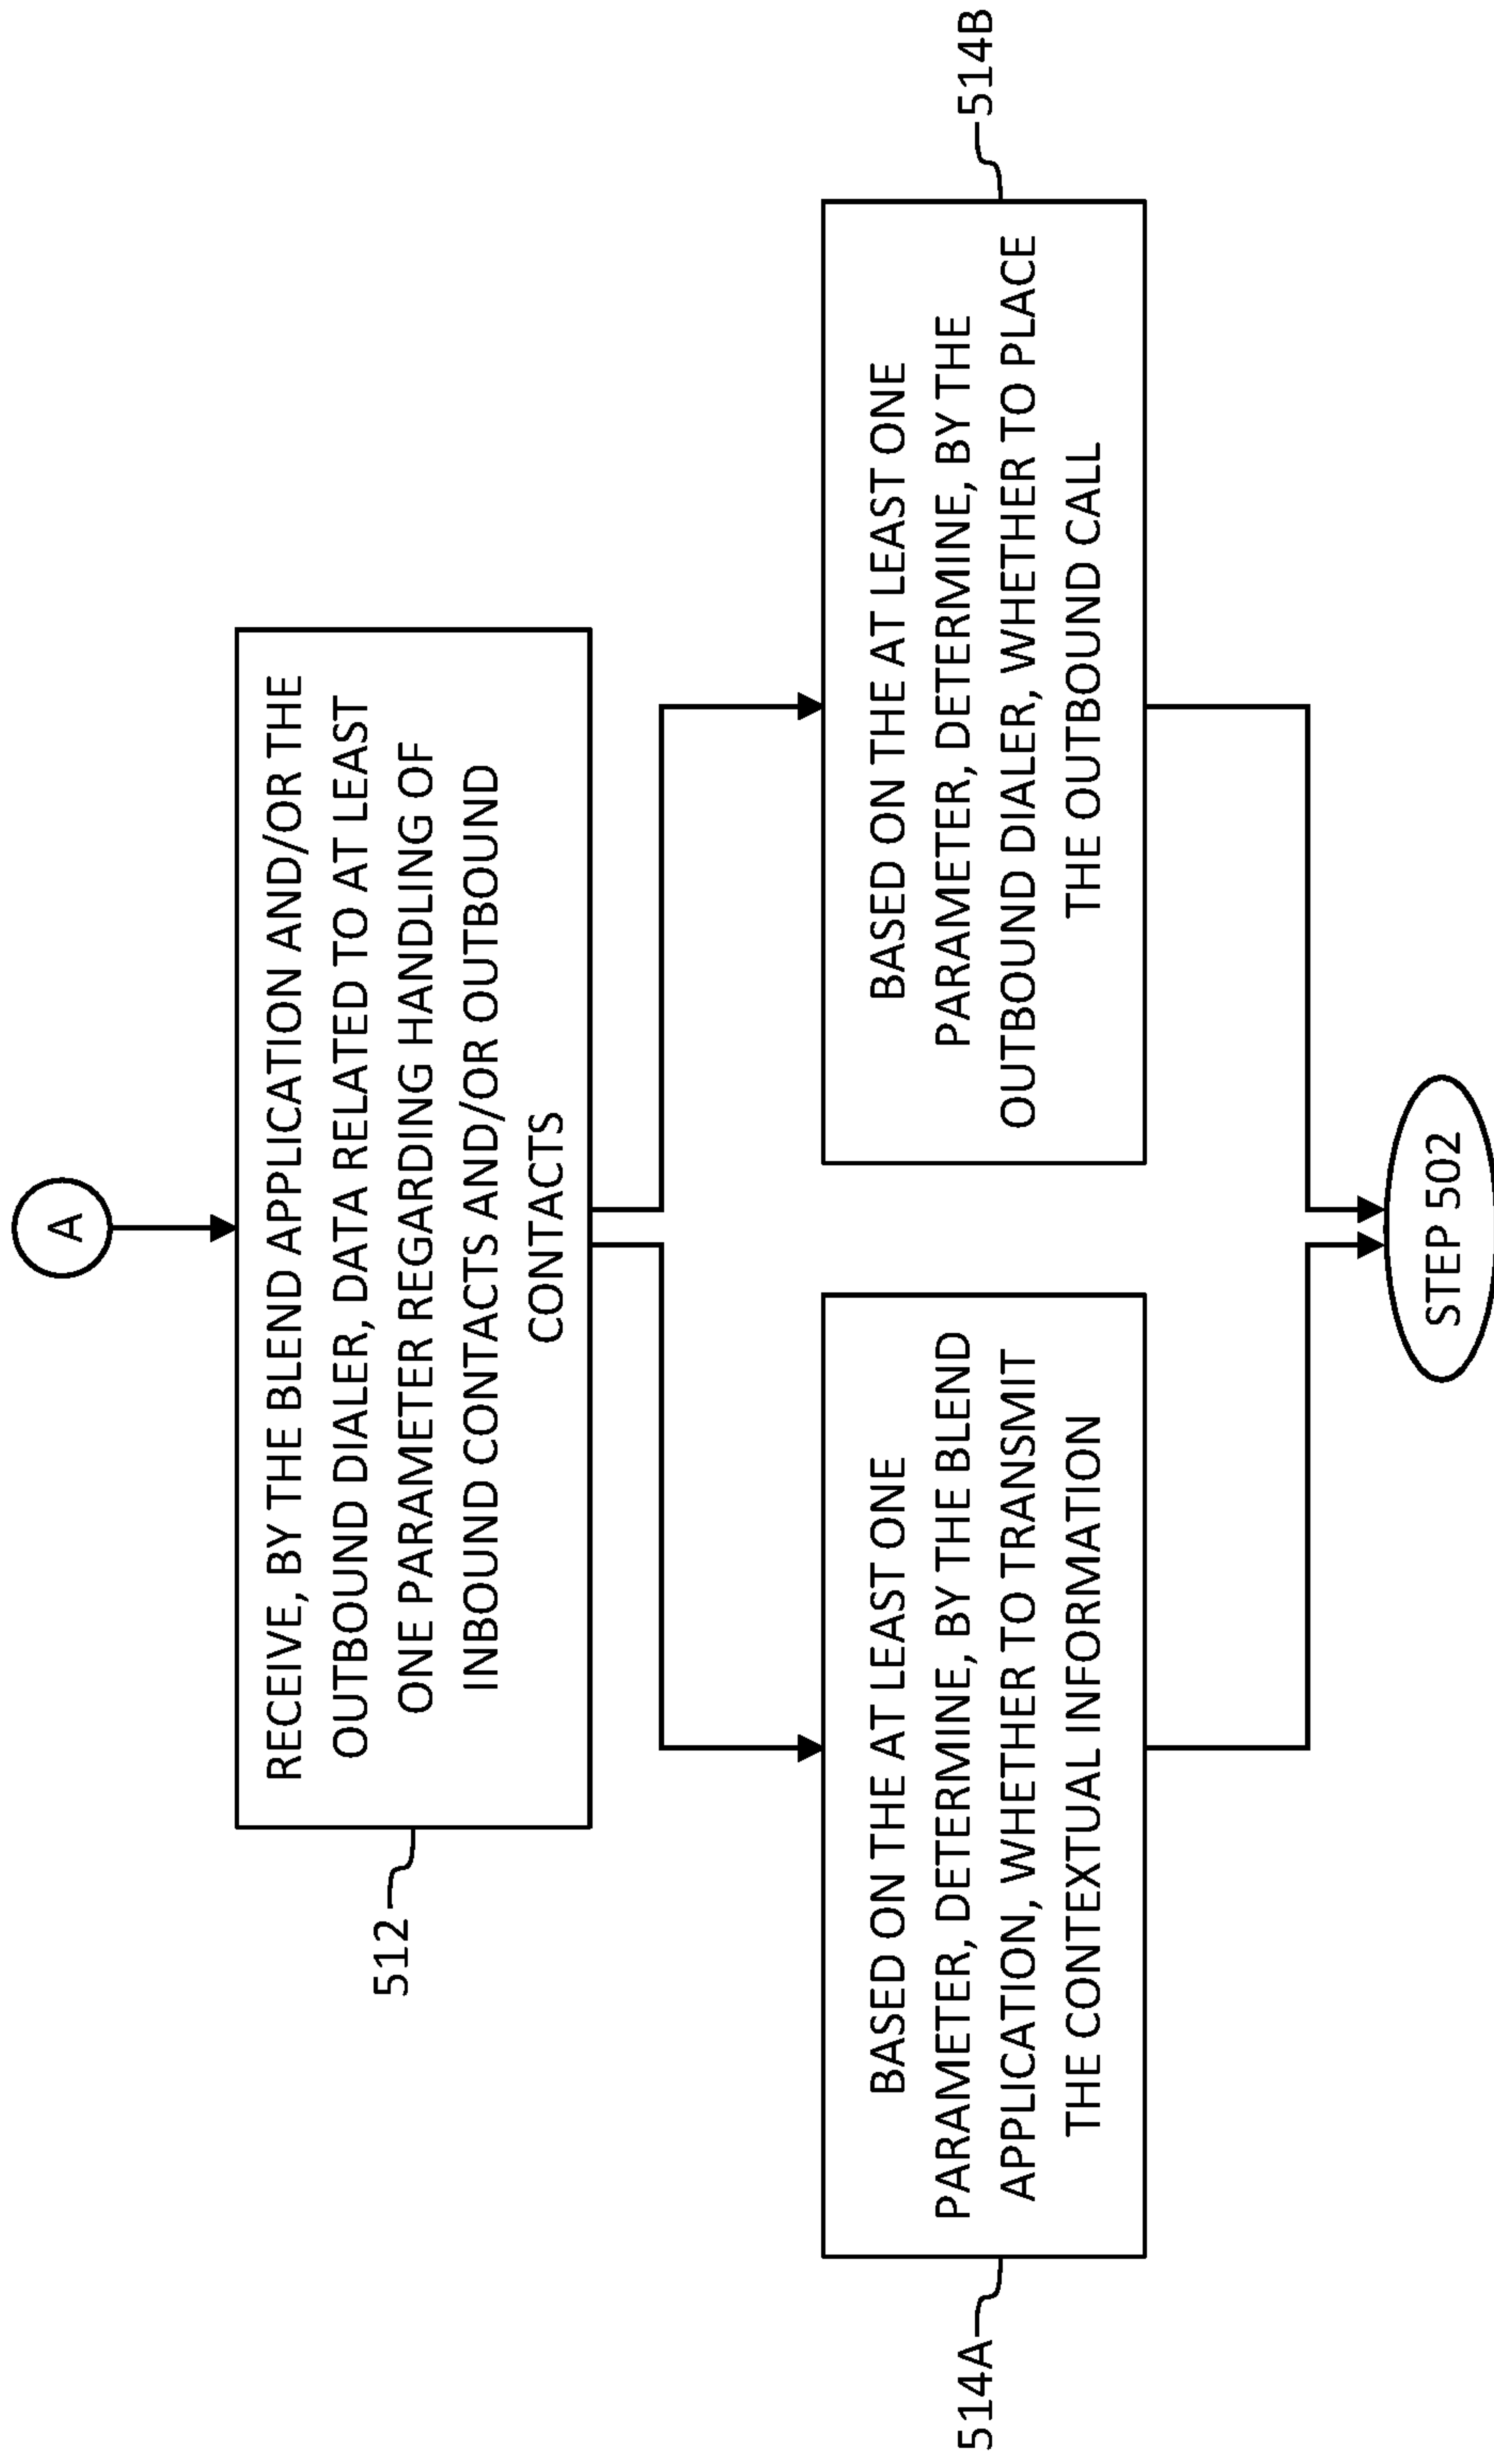 A
RECEIVE, BY THE BLEND APPLICATION AND/OR THE
OUTBOUND DIALER, DATA RELATED TO AT LEAST
ONE PARAMETER REGARDING HANDLING OF
INBOUND CONTACTS AND/OR OUTBOUND
CONTACTS
512
BASED ON THE AT LEAST ONE
PARAMETER, DETERMINE, BY THE BLEND
APPLICATION, WHETHER TO TRANSMIT
THE CONTEXTUAL INFORMATION
514A
BASED ON THE AT LEAST ONE
PARAMETER, DETERMINE, BY THE
OUTBOUND DIALER, WHETHER TO PLACE
THE OUTBOUND CALL
514B
STEP 502